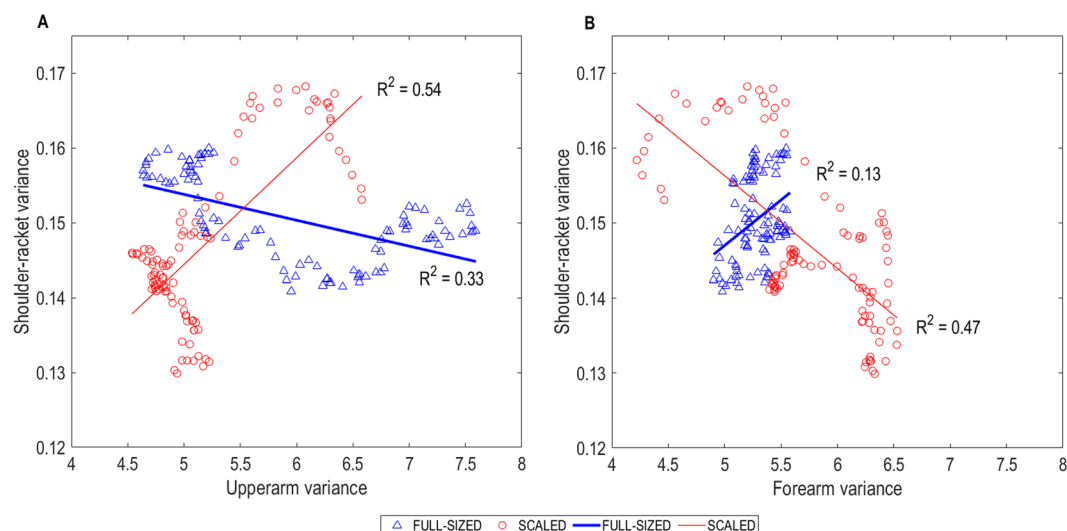 A
Shoulder-racket variance
0.17
0.16
0.15
0.14
0.13
0.12
R² = 0.54
R² = 0.33
4 4.5 5 5.5 6 6.5 7 7.5 8
Upperarm variance
B
Shoulder-racket variance
0.17
0.16
0.15
0.14
0.13
0.12
R² = 0.13
R² = 0.47
4 4.5 5 5.5 6 6.5 7 7.5 8
Forearm variance
FULL-SIZED SCALED FULL-SIZED SCALED